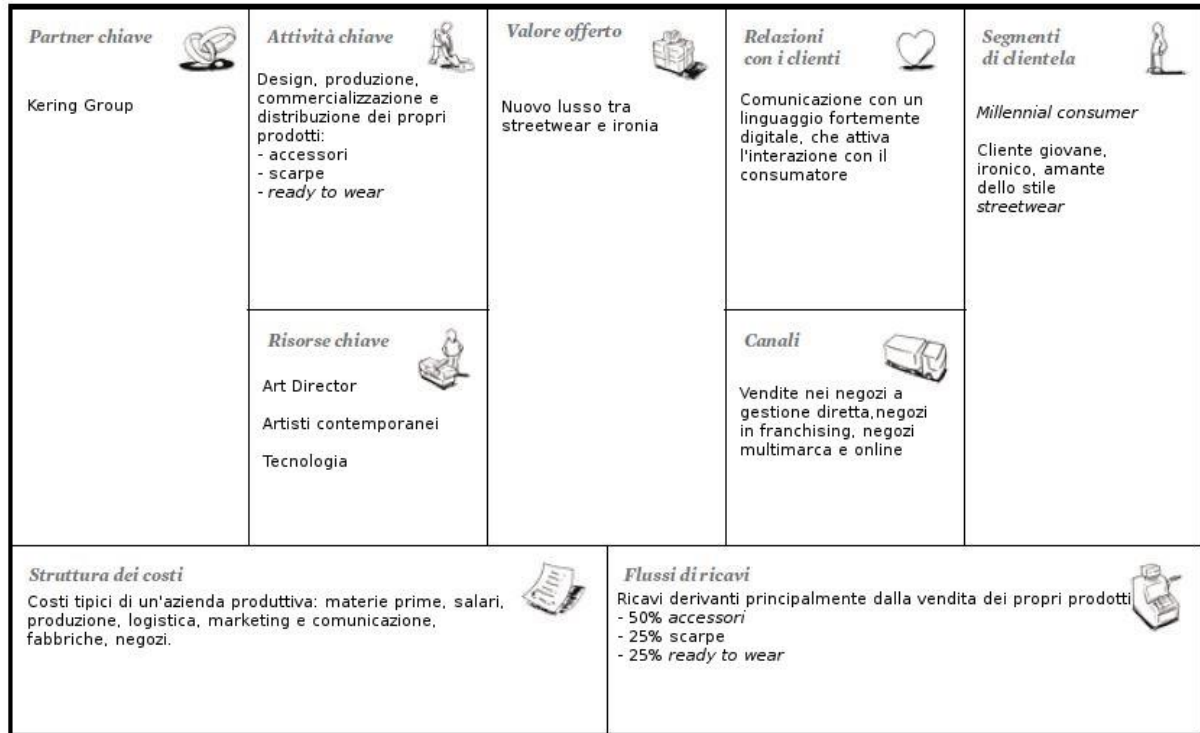 Partner chiave
Kering Group
Attività chiave
Design, produzione,
commercializzazione e
distribuzione dei propri
prodotti:
- accessori
- scarpe
- ready to wear
Risorse chiave
Art Director
Artisti contemporanei
Tecnologia
Valore offerto
Nuovo lusso tra
streetwear e ironia
Relazioni
con i clienti
Comunicazione con un
linguaggio fortemente
digitale, che attiva
l'interazione con il
consumatore
Canali
Vendite nei negozi a
gestione diretta,negozi
in franchising, negozi
multimarca e online
Segmenti
di clientela
Millennial consumer
Cliente giovane,
ironico, amante
dello stile
streetwear
Struttura dei costi
Costi tipici di un'azienda produttiva: materie prime, salari,
produzione, logistica, marketing e comunicazione,
fabbriche, negozi.
Flussi di ricavi
Ricavi derivanti principalmente dalla vendita dei propri prodotti
- 50% accessori
- 25% scarpe
- 25% ready to wear